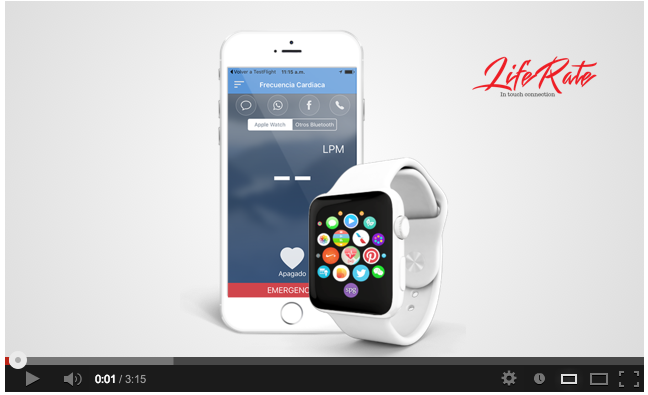 Volver a TestFlight 11:15 a.m.
Frecuencia Cardiaca
Apple Watch Otros Bluetooth
LPM
--
Apagado
EMERGENC
LifeRate
In touch connection
spg
0:01 / 3:15